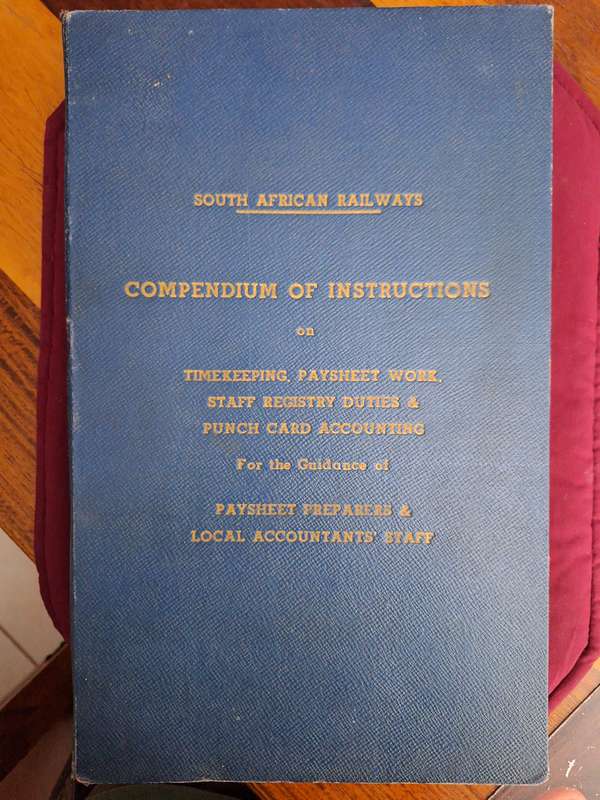 SOUTH AFRICAN RAILWAYS
COMPENDIUM OF INSTRUCTIONS
on
TIMEKEEPING, PAYSHEET WORK,
STAFF REGISTRY DUTIES &
PUNCH CARD ACCOUNTING
For the Guidance of
PAYSHEET PREPARERS &
LOCAL ACCOUNTANTS' STAFF